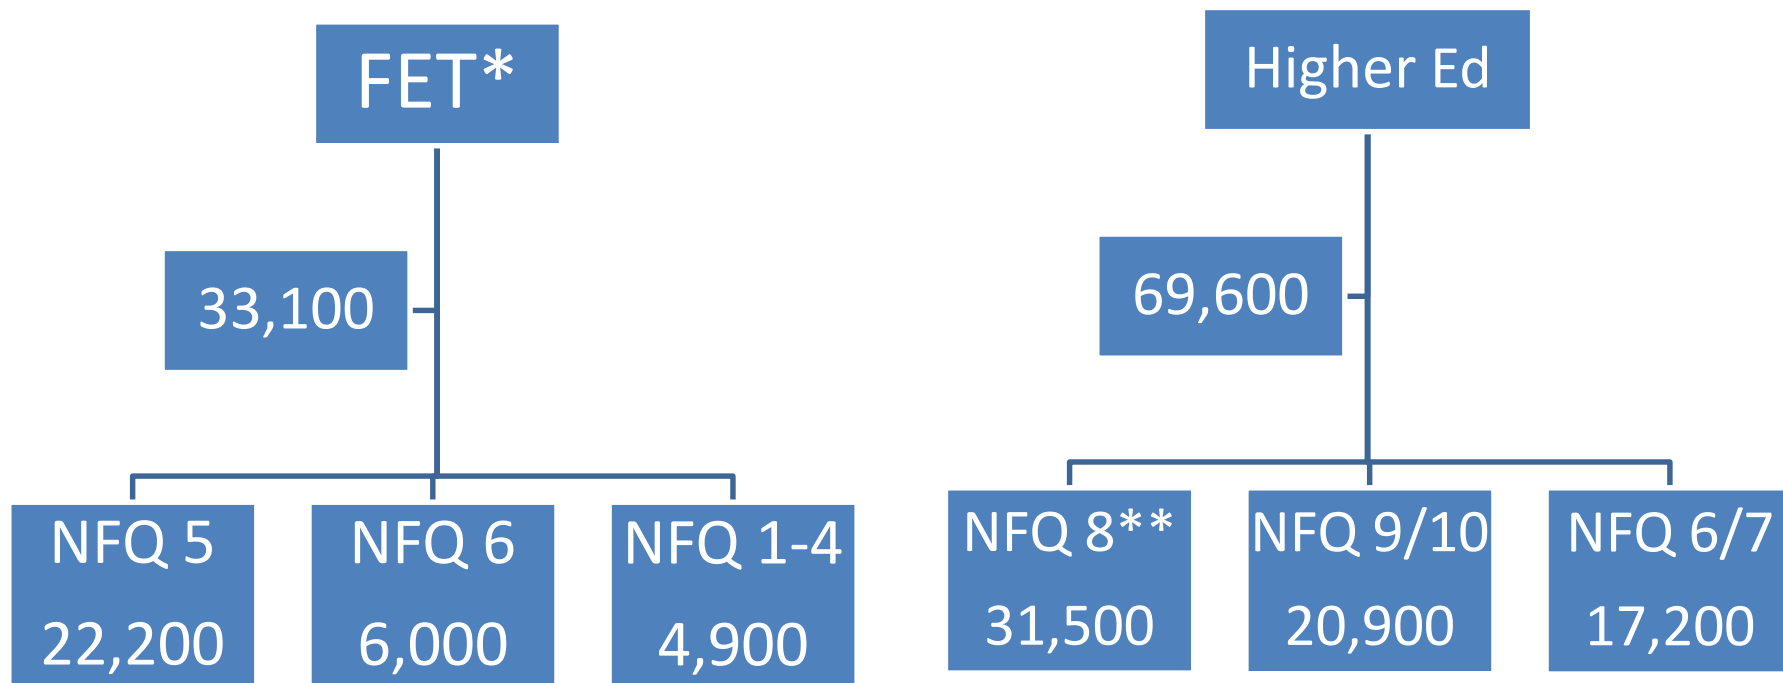 FET*
33,100
NFQ 5
22,200
NFQ 6
6,000
NFQ 1-4
4,900
Higher Ed
69,600
NFQ 8**
31,500
NFQ 9/10
20,900
NFQ 6/7
17,200